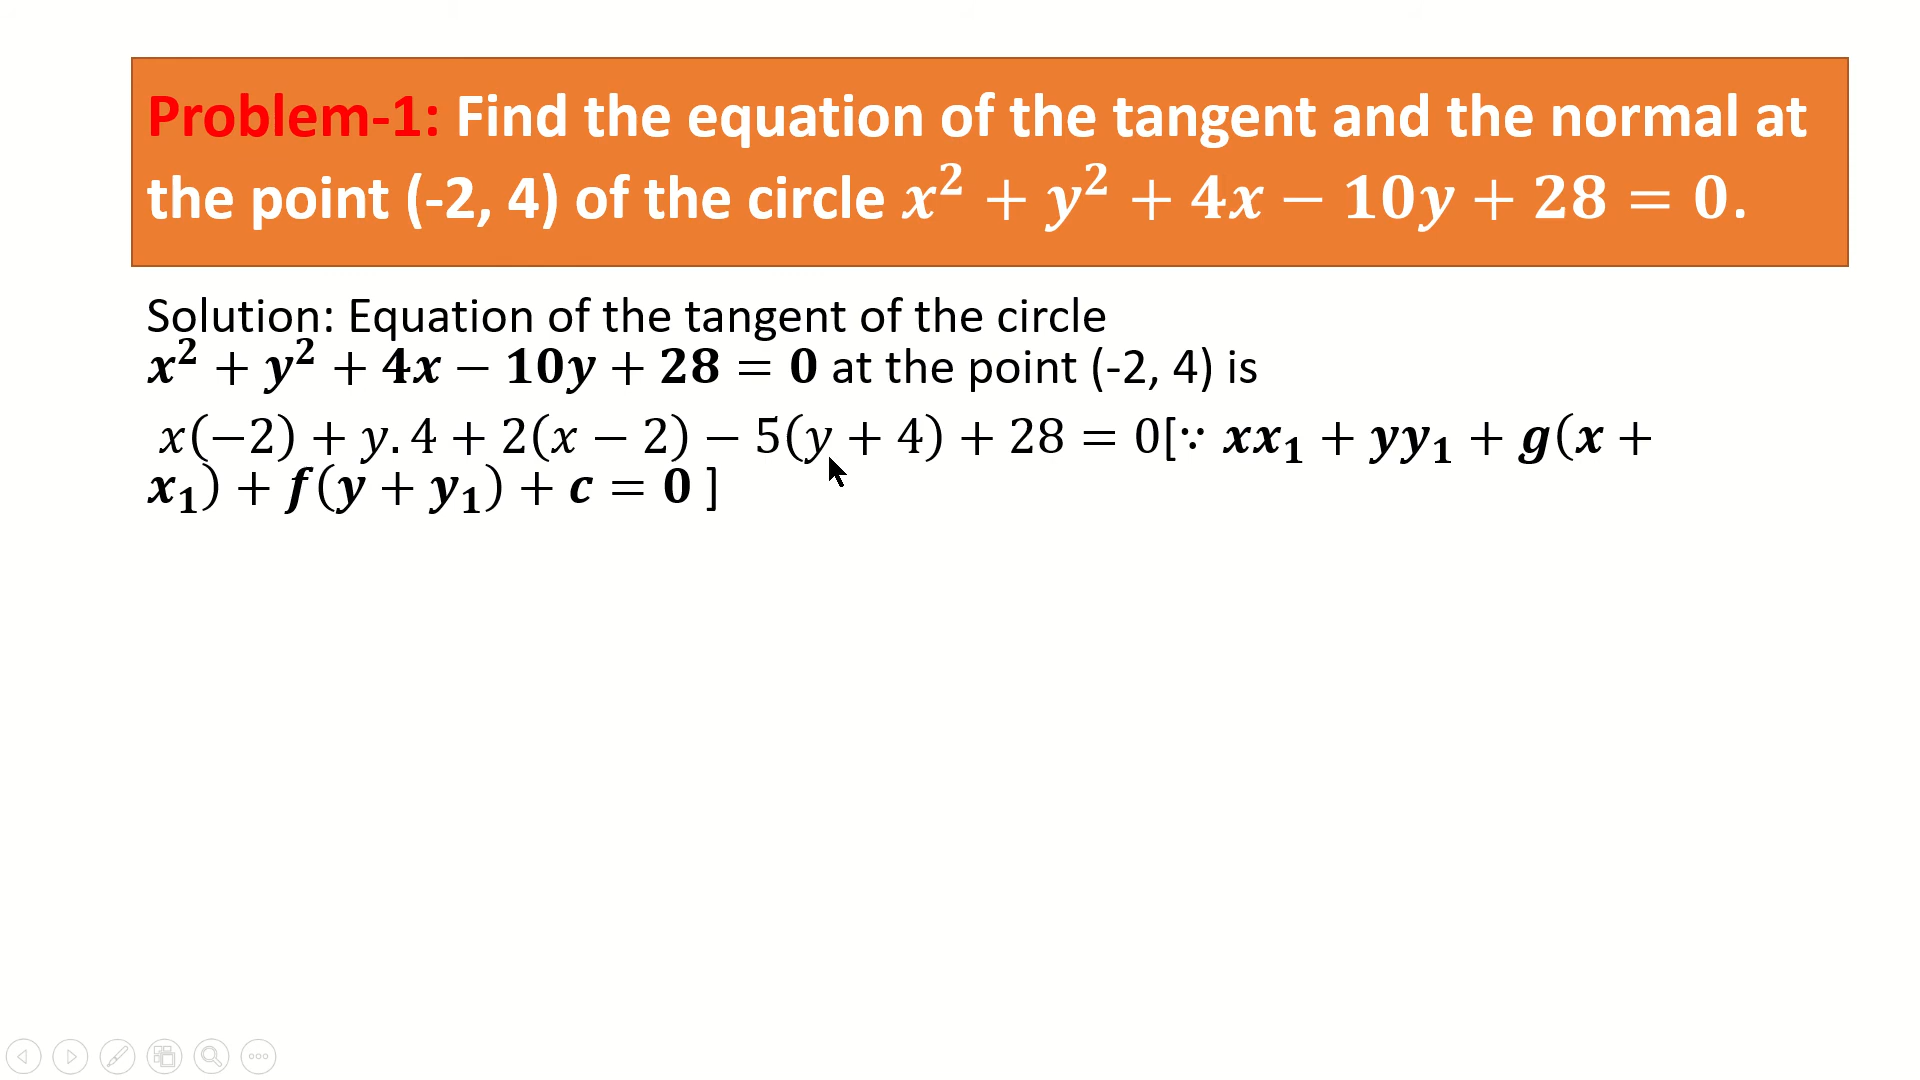 Problem-1: Find the equation of the tangent and the normal at
the point (-2, 4) of the circle x² + y² + 4x − 10y + 28 = 0.
Solution: Equation of the tangent of the circle
x² + y² + 4x − 10y + 28 = 0 at the point (-2, 4) is
x(−2) + y. 4 + 2(x − 2) − 5(y + 4) + 28 = 0[∵ xx₁ + yy₁ + g(x +
x₁) + f(y + y₁) + c = 0 ]